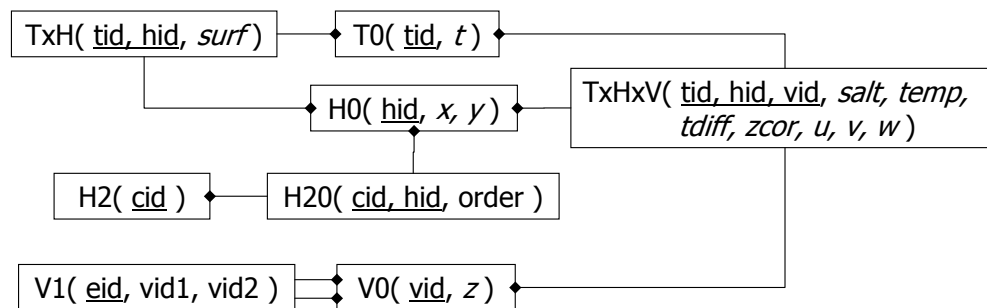 TxH( tid, hid, surf )
T0( tid, t )
TxHxV( tid, hid, vid, salt, temp,
tdiff, zcor, u, v, w )
H0( hid, x, y )
H2( cid )
H20( cid, hid, order )
V1( eid, vid1, vid2 )
V0( vid, z )